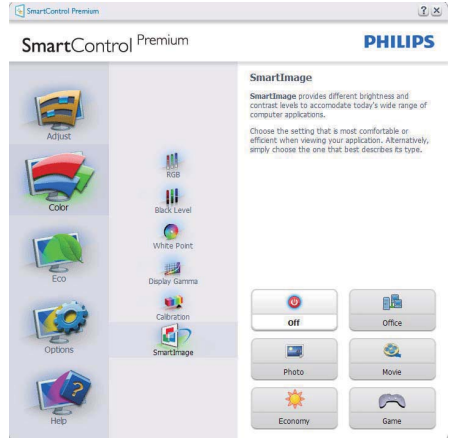 SmartControl Premium
SmartControl Premium
PHILIPS
Adjust
Color
Eco
Options
Help
RGB
Black Level
White Point
Display Gamma
Calibration
SmartImage
SmartImage
SmartImage provides different brightness and
contrast levels to accomodate today's wide range of
computer applications.
Choose the setting that is most comfortable or
efficient when viewing your application. Alternatively,
simply choose the one that best describes its type.
Off
Office
Photo
Movie
Economy
Game